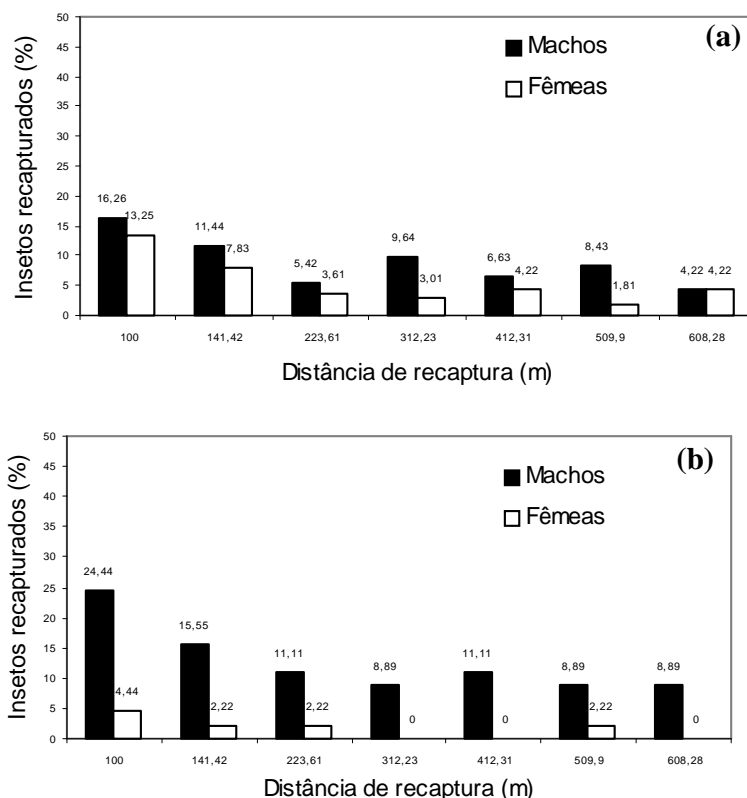 (a)
Machos
Fêmeas
Insetos recapturados (%)
50
45
40
35
30
25
20
15
10
5
0
16,26 13,25 11,44 7,83 5,42 3,61 9,64 3,01 6,63 4,22 8,43 1,81 4,22 4,22
100 141,42 223,61 312,23 412,31 509,9 608,28
Distância de recaptura (m)
(b)
Machos
Fêmeas
Insetos recapturados (%)
50
45
40
35
30
25
20
15
10
5
0
24,44 4,44 15,55 2,22 11,11 2,22 8,89 0 11,11 0 8,89 2,22 8,89 0
100 141,42 223,61 312,23 412,31 509,9 608,28
Distância de recaptura (m)